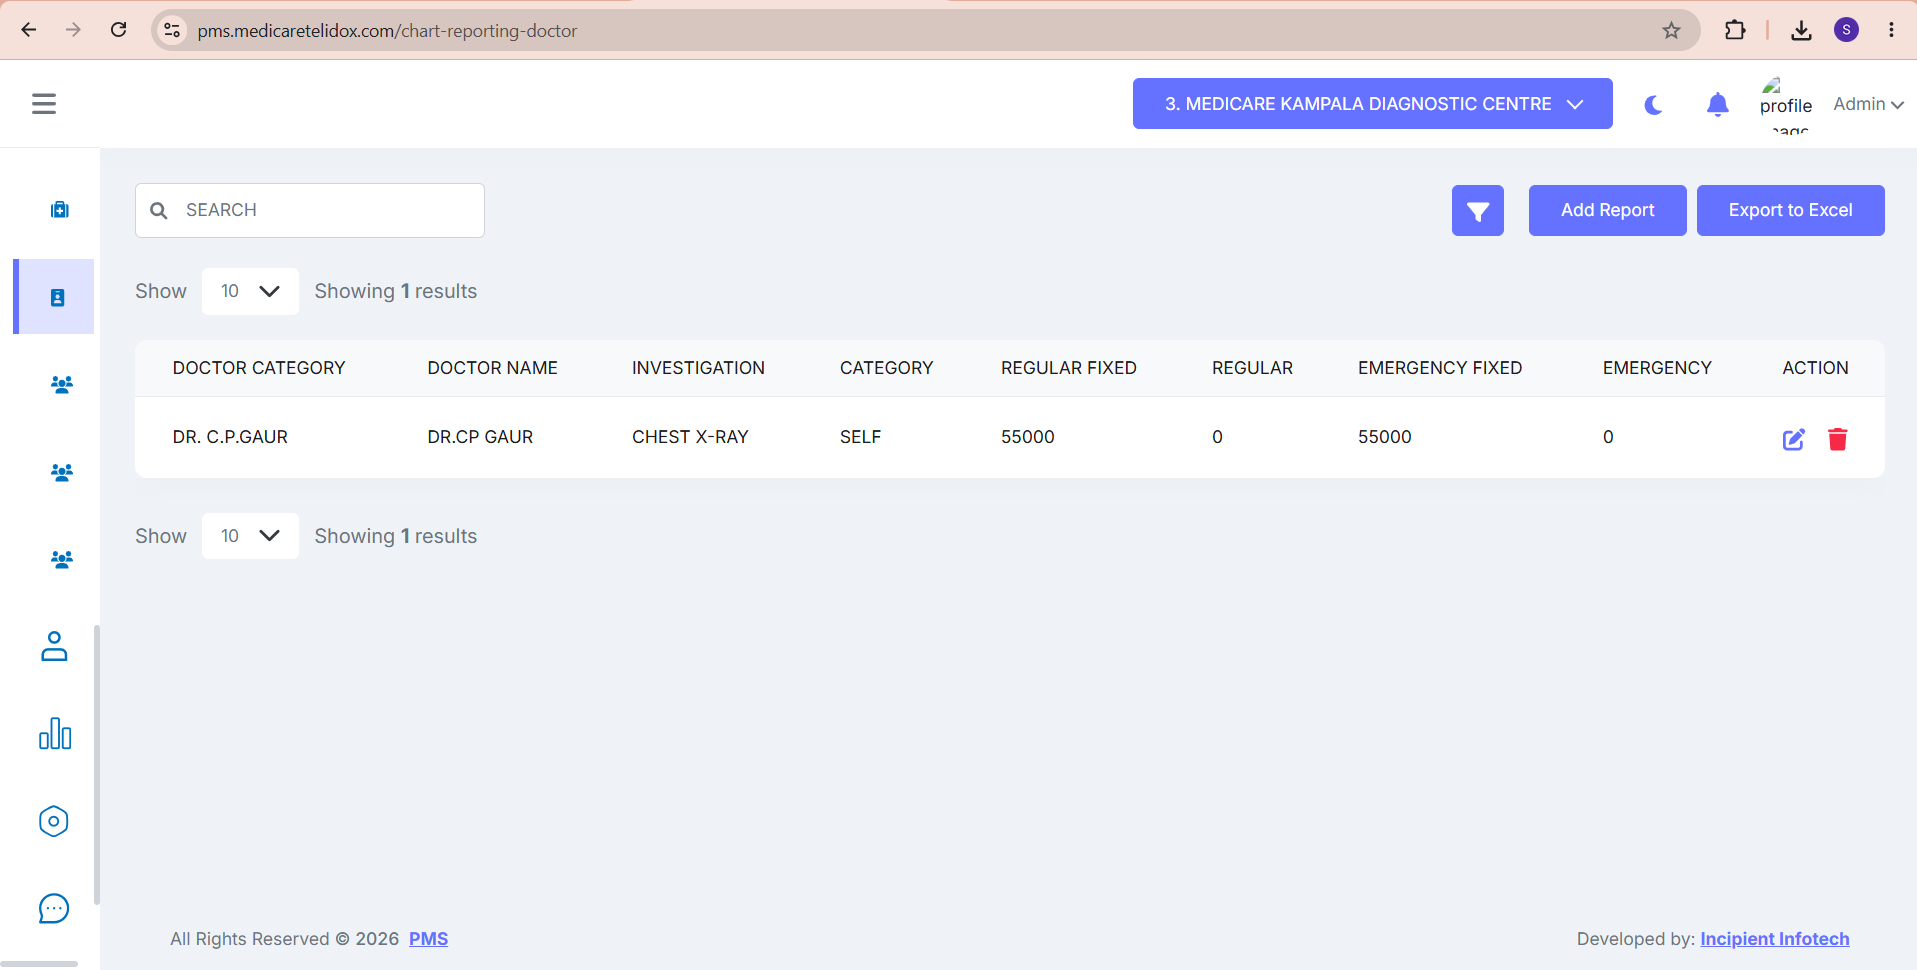 pms.medicaretelidox.com/chart-reporting-doctor
S
3. MEDICARE KAMPALA DIAGNOSTIC CENTRE
profile
Admin
SEARCH
Add Report
Export to Excel
Show 10 Showing 1 results
DOCTOR CATEGORY DOCTOR NAME INVESTIGATION CATEGORY REGULAR FIXED REGULAR EMERGENCY FIXED EMERGENCY ACTION
DR. C.P.GAUR DR.CP GAUR CHEST X-RAY SELF 55000 0 55000 0
Show 10 Showing 1 results
All Rights Reserved © 2026 PMS
Developed by: Incipient Infotech